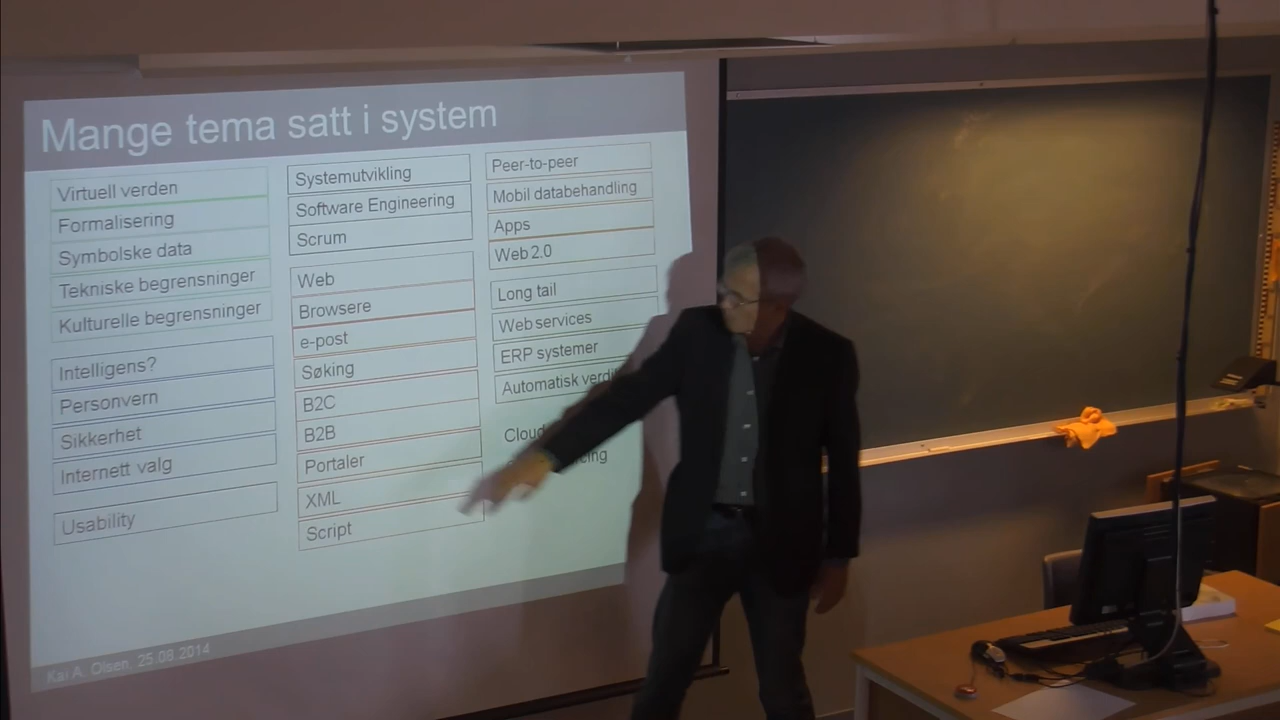 Mange tema satt i system
Virtuell verden
Formalisering
Symbolske data
Tekniske begrensninger
Kulturelle begrensninger
Intelligens?
Personvern
Sikkerhet
Internett valg
Usability
Systemutvikling
Software Engineering
Scrum
Web
Browsere
e-post
Søking
B2C
B2B
Portaler
XML
Script
Peer-to-peer
Mobil databehandling
Apps
Web 2.0
Long tail
Web services
ERP systemer
Automatisk
Cloud
Kai A. Olsen, 25.08.2014